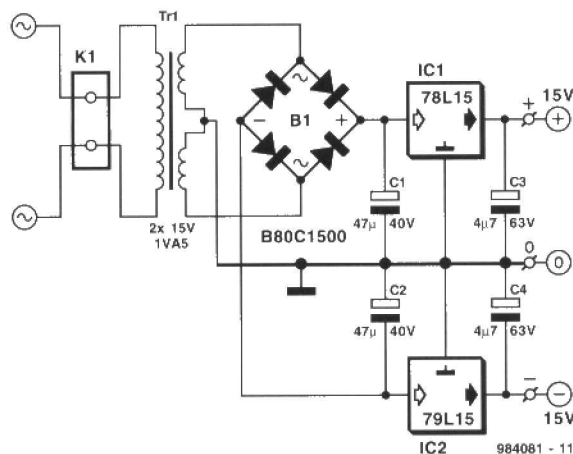 Tr1
K1
2x 15V
1VA5
~
B1
− +
B80C1500
IC1
78L15
15V
+ +
C1
47µ 40V
C3
4µ7 63V
0 0
C2
47µ 40V
C4
4µ7 63V
79L15
IC2
− −
15V
984081 - 11